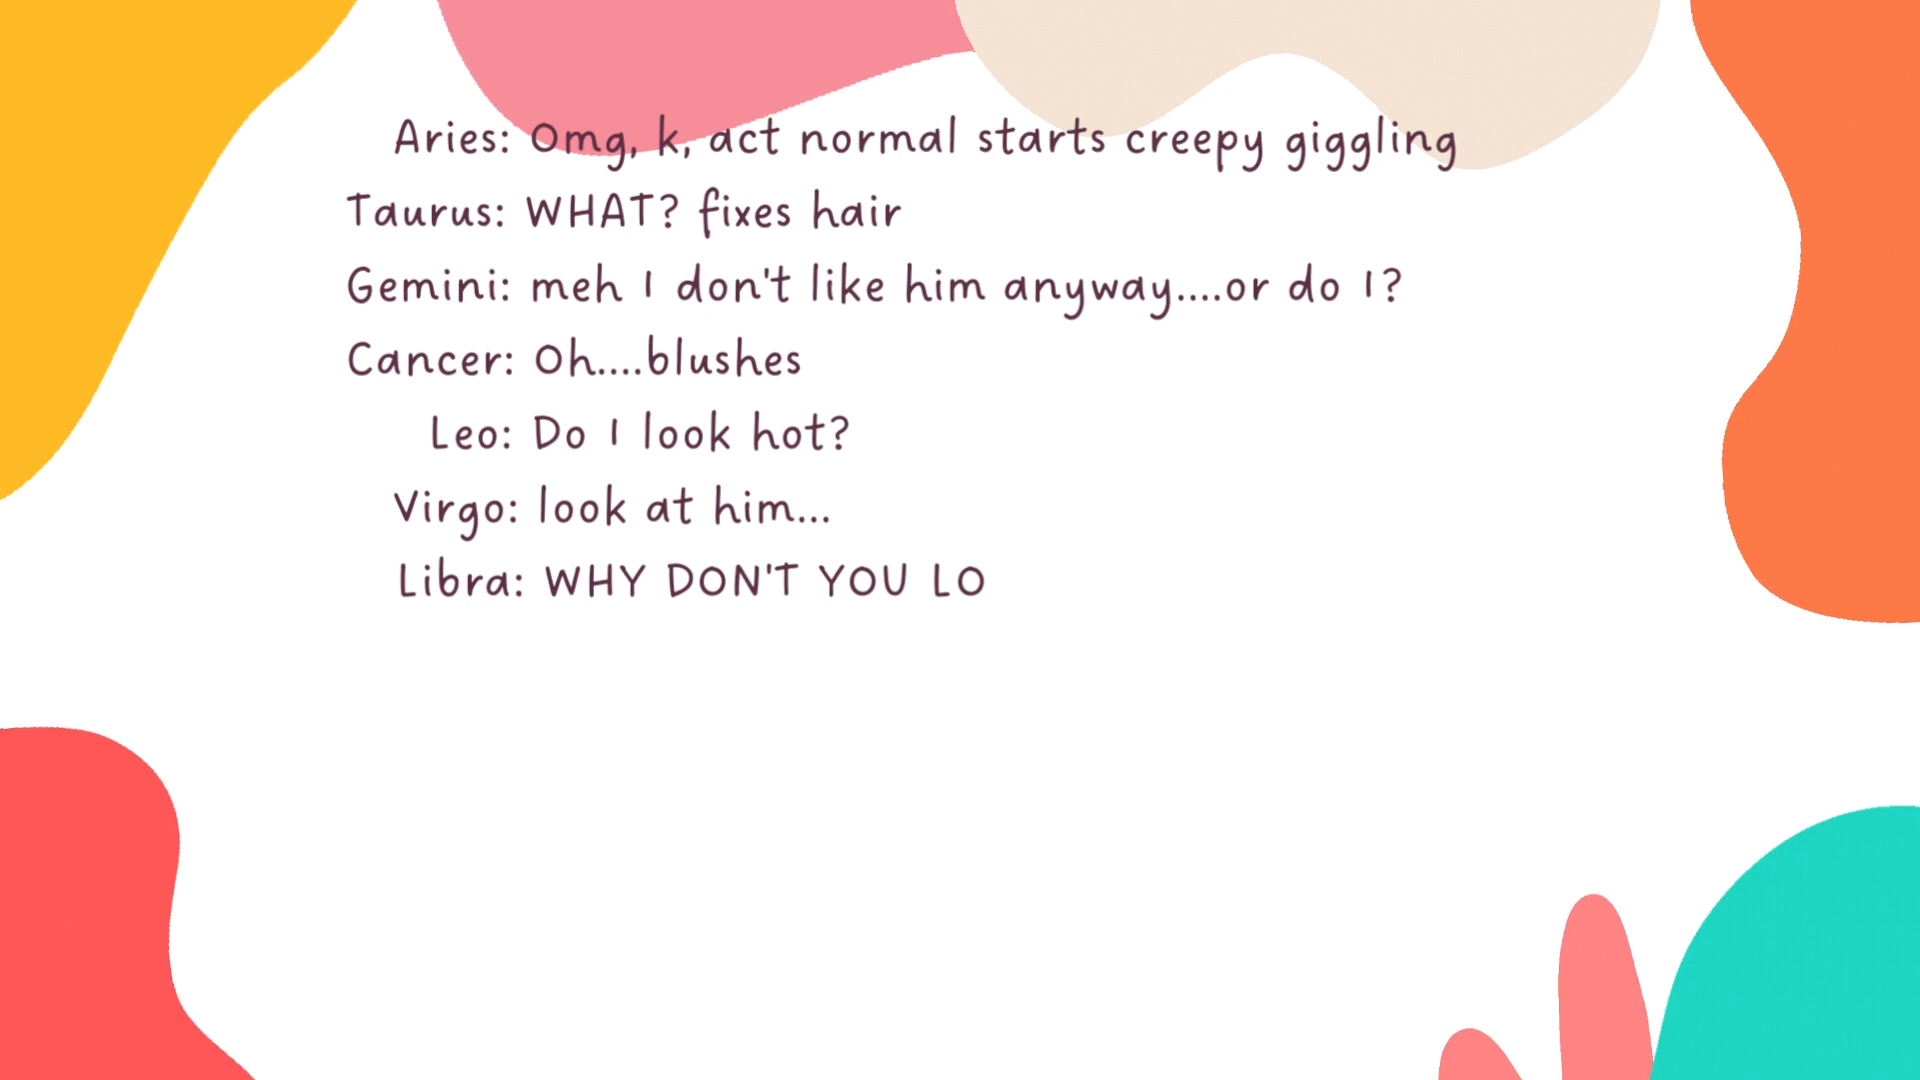 Aries: Omg, k, act normal starts creepy giggling
Taurus: WHAT? fixes hair
Gemini: meh I don't like him anyway....or do I?
Cancer: Oh....blushes
Leo: Do I look hot?
Virgo: look at him...
Libra: WHY DON'T YOU LO